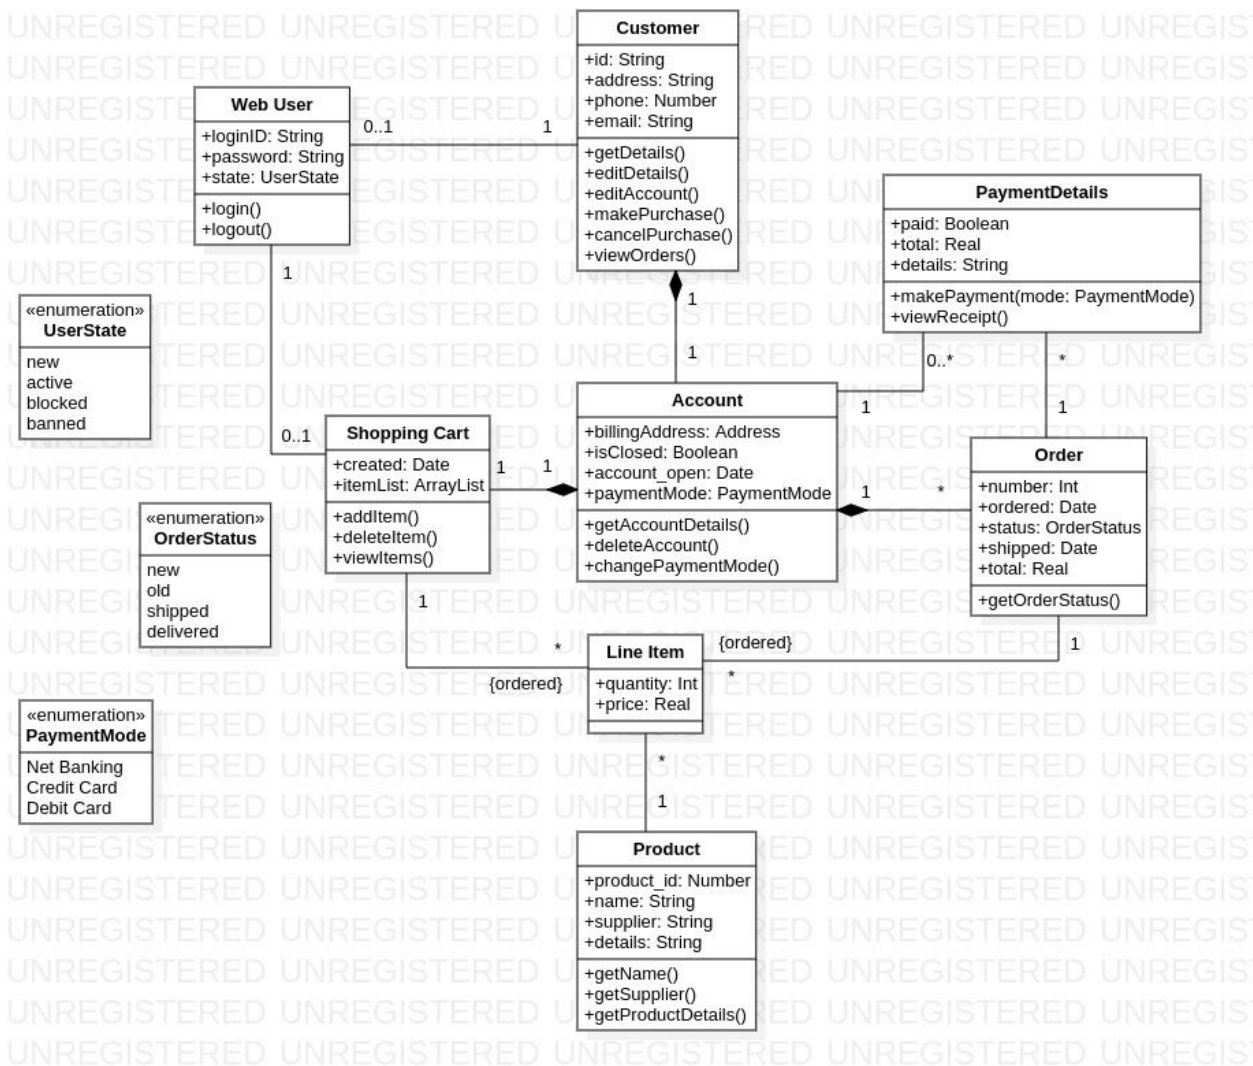 Customer
+id: String
+address: String
+phone: Number
+email: String
+getDetails()
+editDetails()
+editAccount()
+makePurchase()
+cancelPurchase()
+viewOrders()
Web User
+loginID: String
+password: String
+state: UserState
+login()
+logout()
0..1
1
PaymentDetails
+paid: Boolean
+total: Real
+details: String
+makePayment(mode: PaymentMode)
+viewReceipt()
1
0..1
1
1
0..*
1
*
1
«enumeration»
UserState
new
active
blocked
banned
Shopping Cart
+created: Date
+itemList: ArrayList
+addItem()
+deleteItem()
+viewItems()
1
1
Account
+billingAddress: Address
+isClosed: Boolean
+account_open: Date
+paymentMode: PaymentMode
+getAccountDetails()
+deleteAccount()
+changePaymentMode()
1
*
Order
+number: Int
+ordered: Date
+status: OrderStatus
+shipped: Date
+total: Real
+getOrderStatus()
«enumeration»
OrderStatus
new
old
shipped
delivered
1
*
{ordered}
Line Item
+quantity: Int
+price: Real
{ordered}
*
1
«enumeration»
PaymentMode
Net Banking
Credit Card
Debit Card
*
1
Product
+product_id: Number
+name: String
+supplier: String
+details: String
+getName()
+getSupplier()
+getProductDetails()
UNREGISTERED